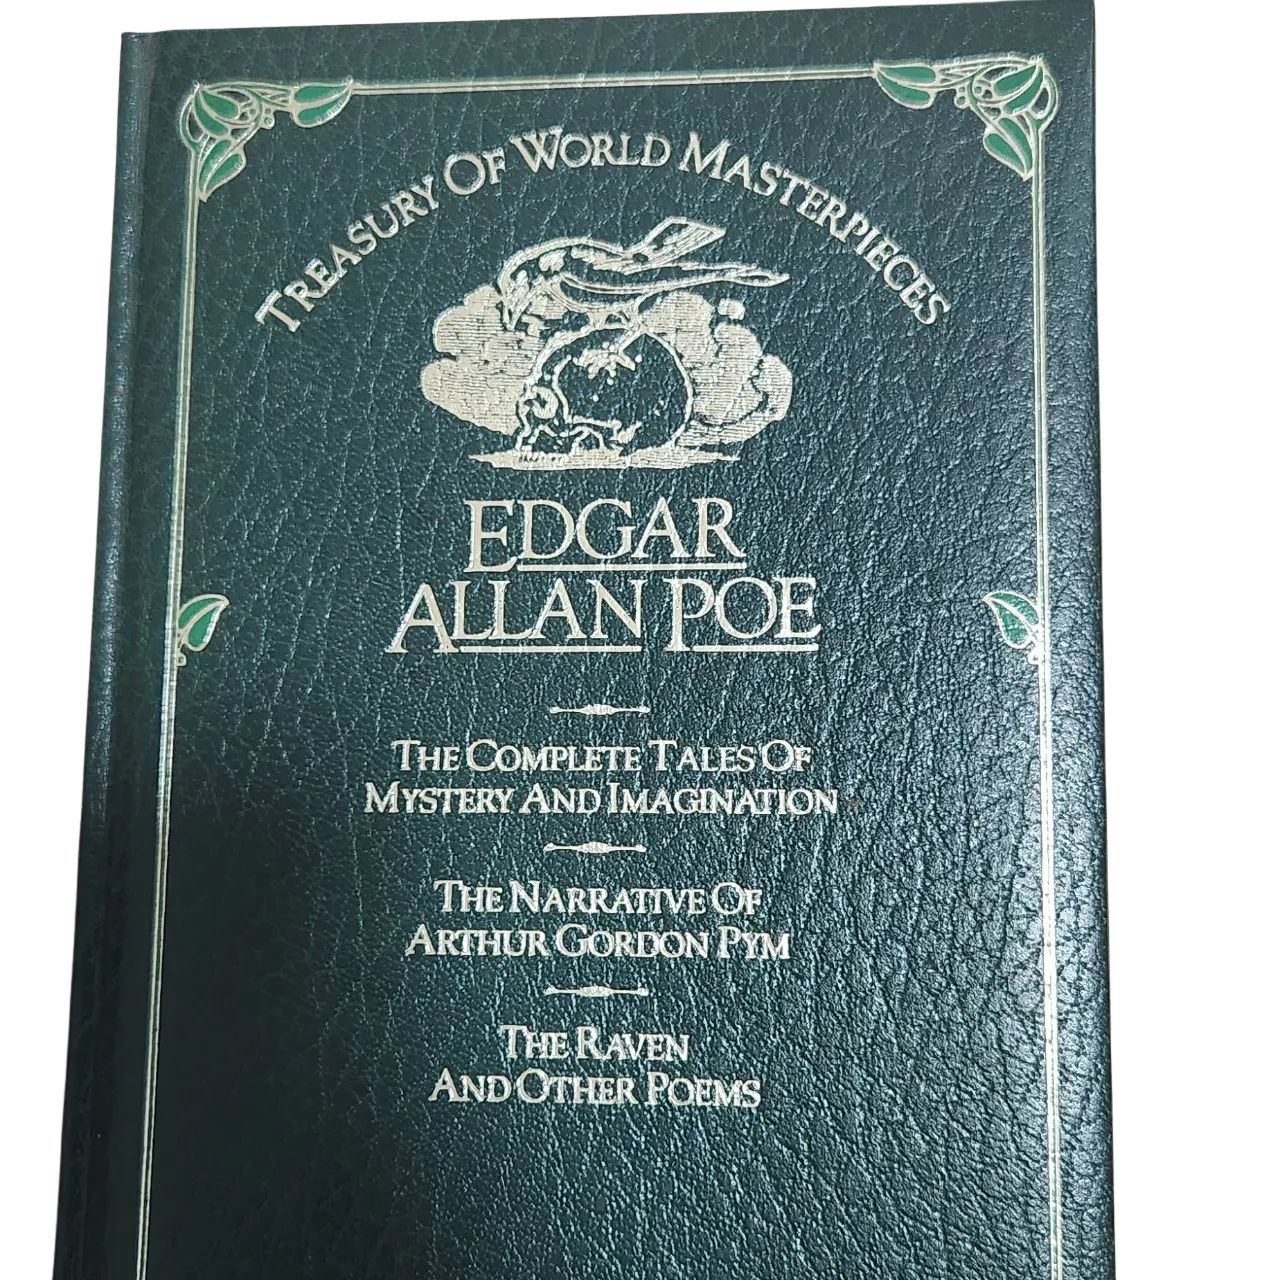 TREASURY OF WORLD MASTERPIECES
EDGAR
ALLAN POE
THE COMPLETE TALES OF
MYSTERY AND IMAGINATION
THE NARRATIVE OF
ARTHUR GORDON PYM
THE RAVEN
AND OTHER POEMS